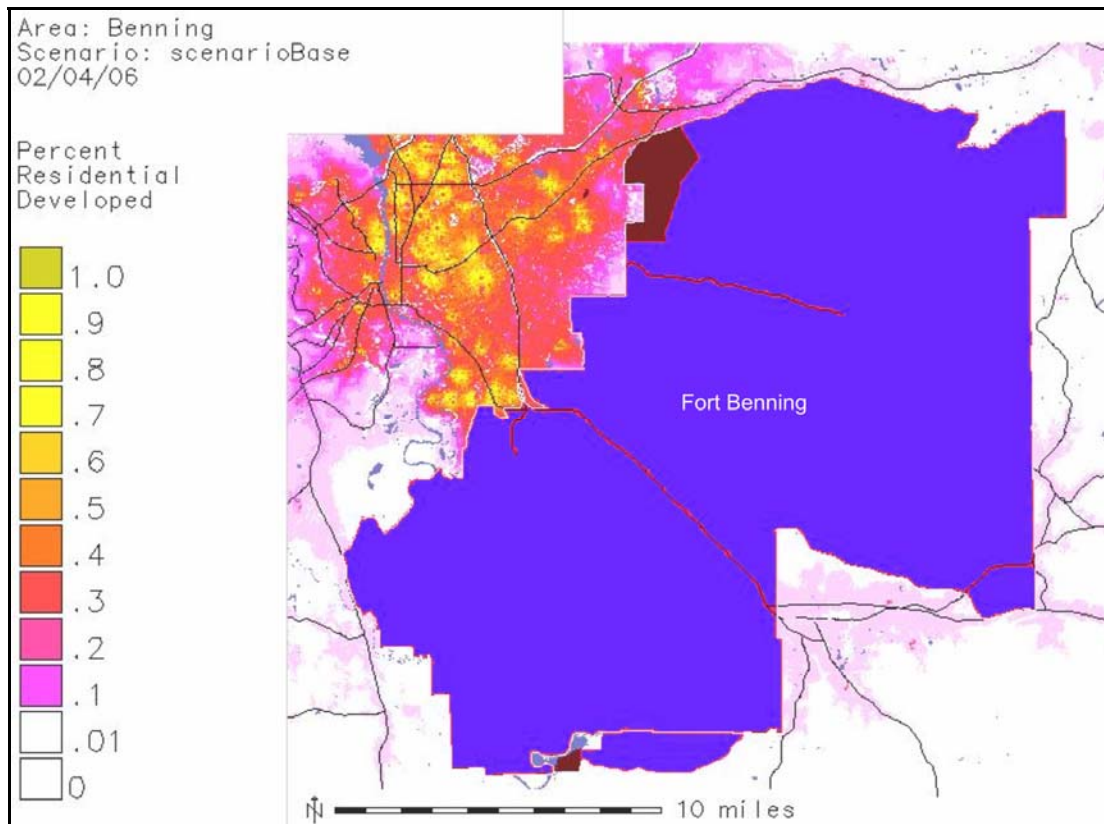 Area: Benning
Scenario: scenarioBase
02/04/06
Percent
Residential
Developed
1.0
.9
.8
.7
.6
.5
.4
.3
.2
.1
.01
0
Fort Benning
N
10 miles